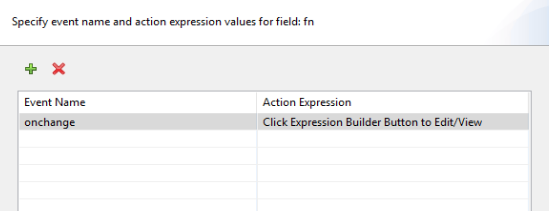 Specify event name and action expression values for field: fn
Event Name Action Expression
onchange Click Expression Builder Button to Edit/View